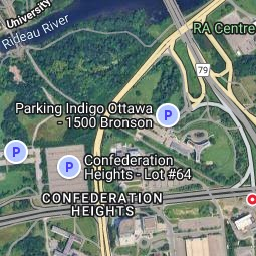 University
Rideau River
RA Centre
79
Parking Indigo Ottawa
- 1500 Bronson
P
P
P
Confederation
Heights - Lot #64
CONFEDERATION
HEIGHTS